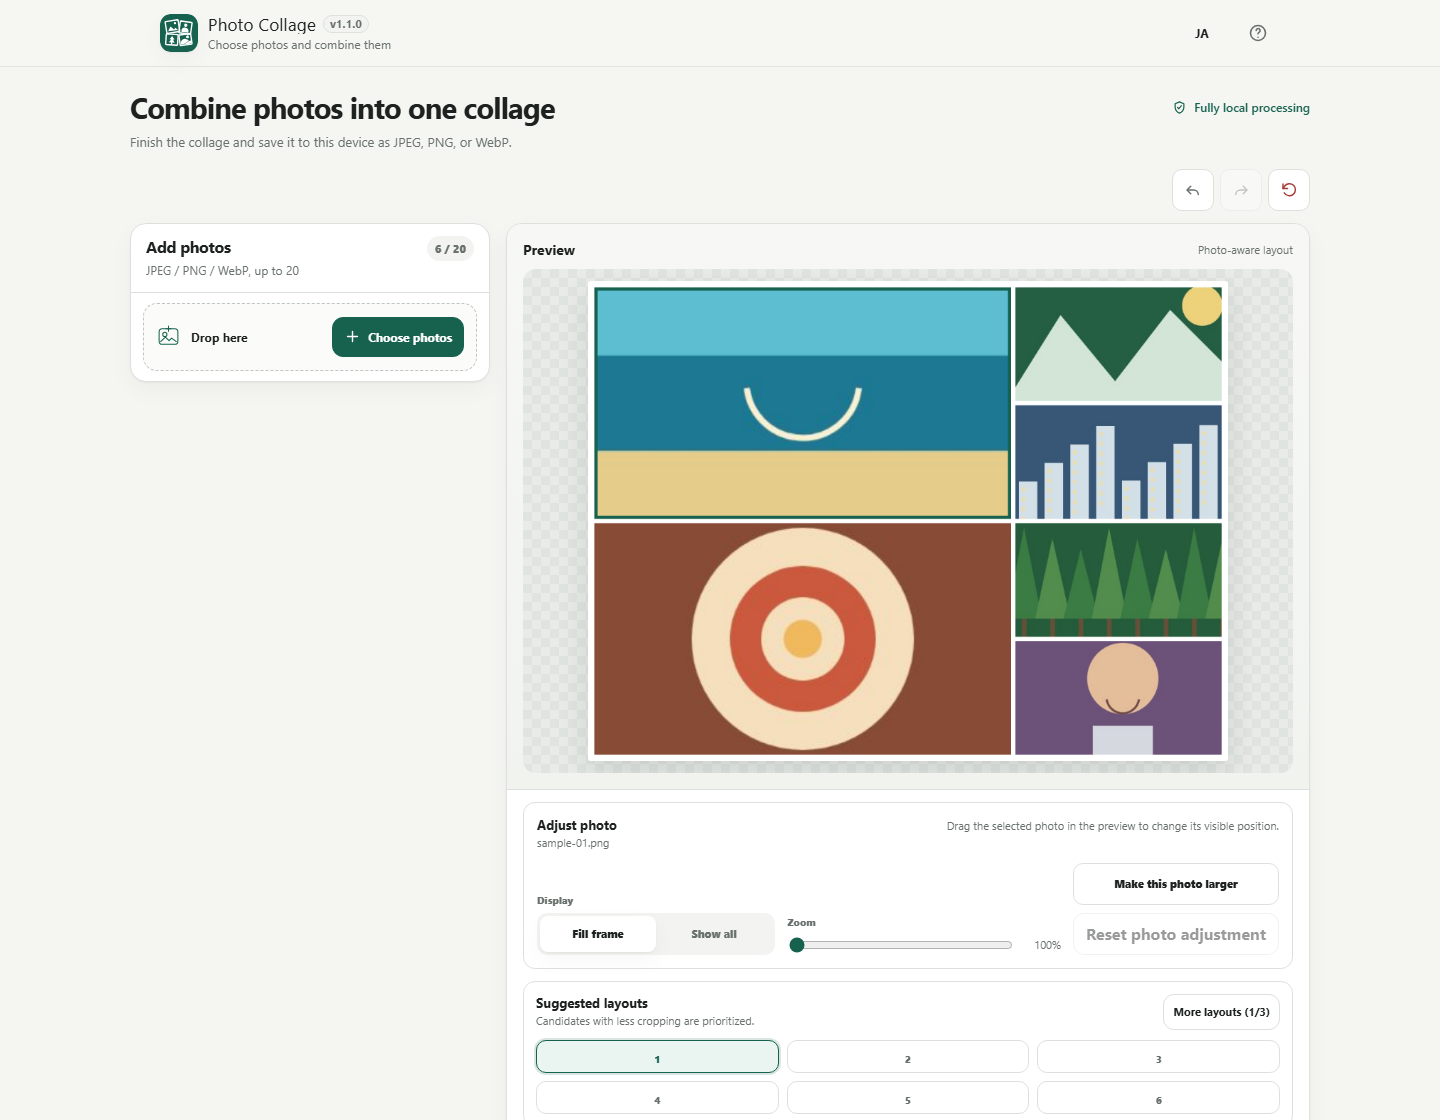 Photo Collage v1.1.0
Choose photos and combine them
JA
Combine photos into one collage
Fully local processing
Finish the collage and save it to this device as JPEG, PNG, or WebP.
Add photos
6 / 20
JPEG / PNG / WebP, up to 20
Drop here
Choose photos
Preview
Photo-aware layout
Adjust photo
sample-01.png
Drag the selected photo in the preview to change its visible position.
Make this photo larger
Display
Fill frame
Show all
Zoom
100%
Reset photo adjustment
Suggested layouts
Candidates with less cropping are prioritized.
More layouts (1/3)
1
2
3
4
5
6